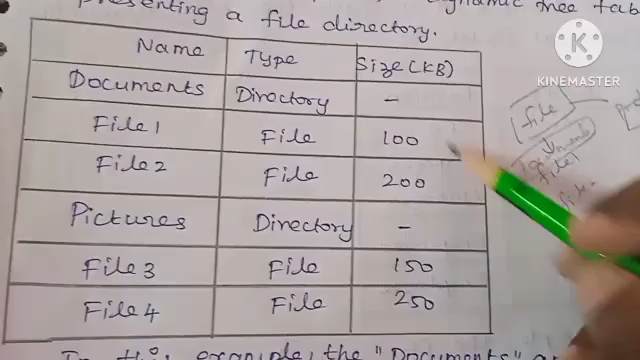 presenting a file directory.
Name Type Size(KB)
Documents Directory -
File1 File 100
File2 File 200
Pictures Directory -
File3 File 150
File4 File 250
In this example, the "Documents"
KINEMASTER